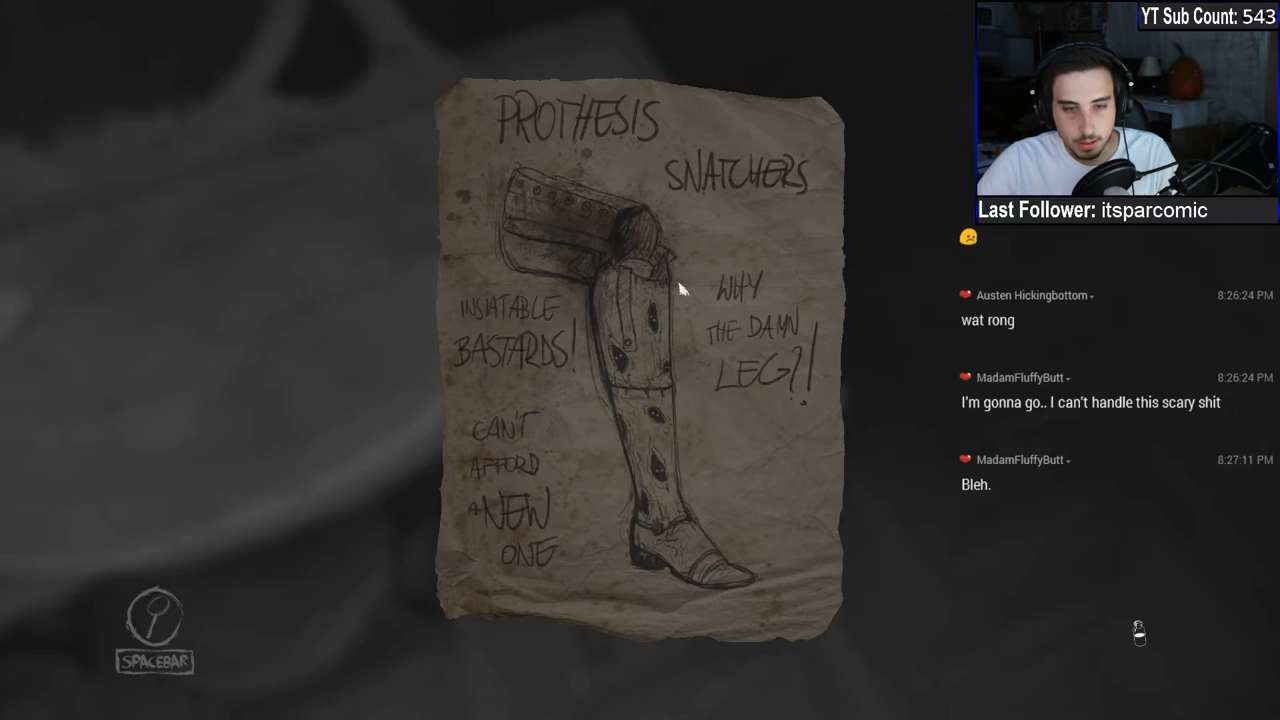 YT Sub Count: 543
PROTHESIS
SNATCHERS
Last Follower: itsparcomic
INSIATABLE
BASTARDS!
WHY
THE DAMN
LEG?!
CAN'T
AFFORD
A NEW
ONE
Austen Hickingbottom 8:26:24 PM
wat rong
MadamFluffyButt 8:26:24 PM
I'm gonna go.. I can't handle this scary shit
MadamFluffyButt 8:27:11 PM
Bleh.
SPACEBAR